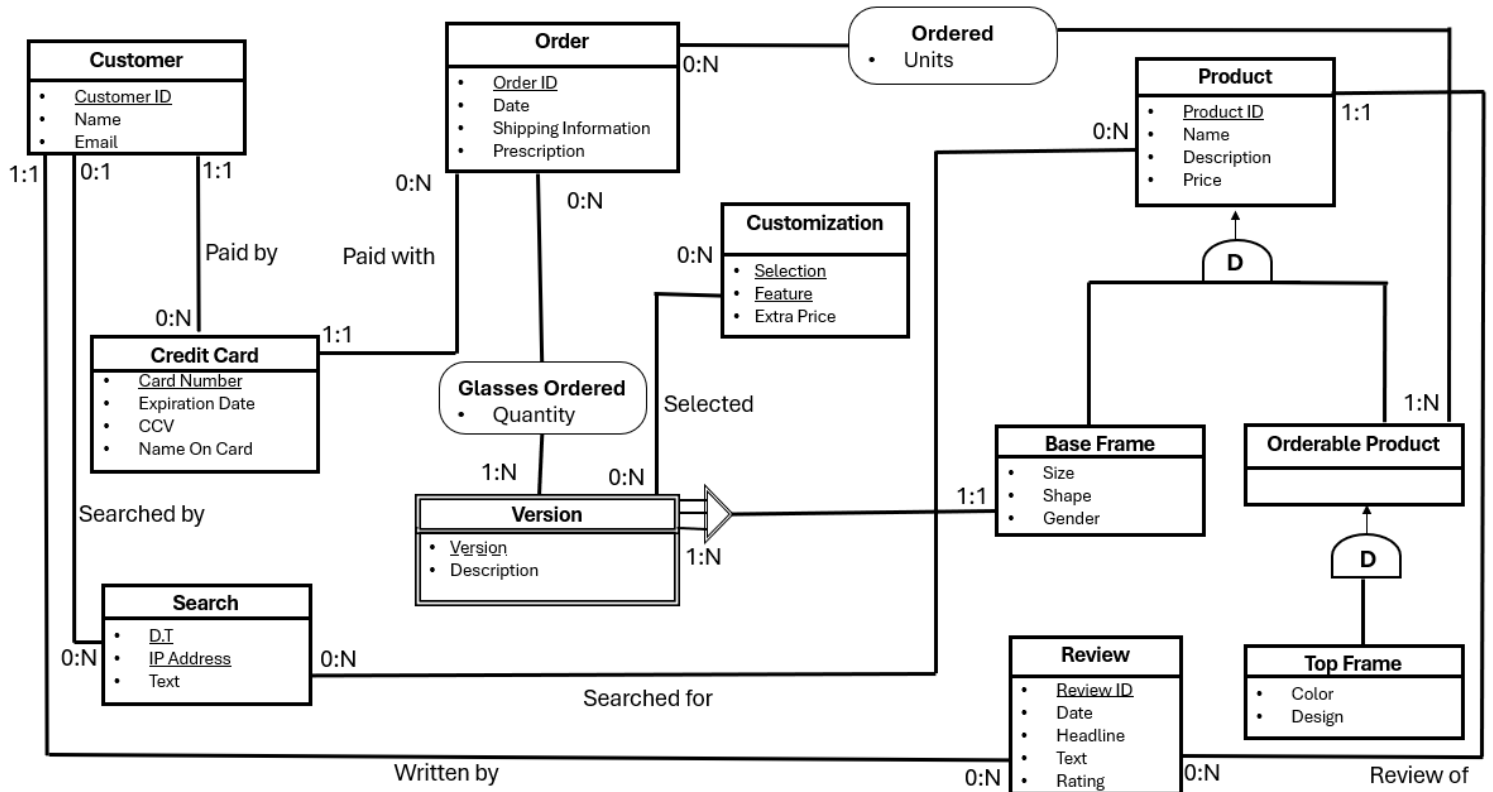 Customer
Customer ID
Name
Email
1:1
0:1
1:1
Order
Order ID
Date
Shipping Information
Prescription
0:N
Ordered
Units
Product
Product ID
Name
Description
Price
0:N
1:1
0:N
0:N
Paid by
Paid with
Customization
Selection
Feature
Extra Price
0:N
D
0:N
Credit Card
Card Number
Expiration Date
CCV
Name On Card
1:1
Glasses Ordered
Quantity
Selected
1:N
0:N
Version
Version
Description
1:N
1:1
Base Frame
Size
Shape
Gender
1:N
Orderable Product
D
Searched by
Search
D.T
IP Address
Text
0:N
0:N
Searched for
Review
Review ID
Date
Headline
Text
Rating
Top Frame
Color
Design
Written by
0:N
0:N
Review of